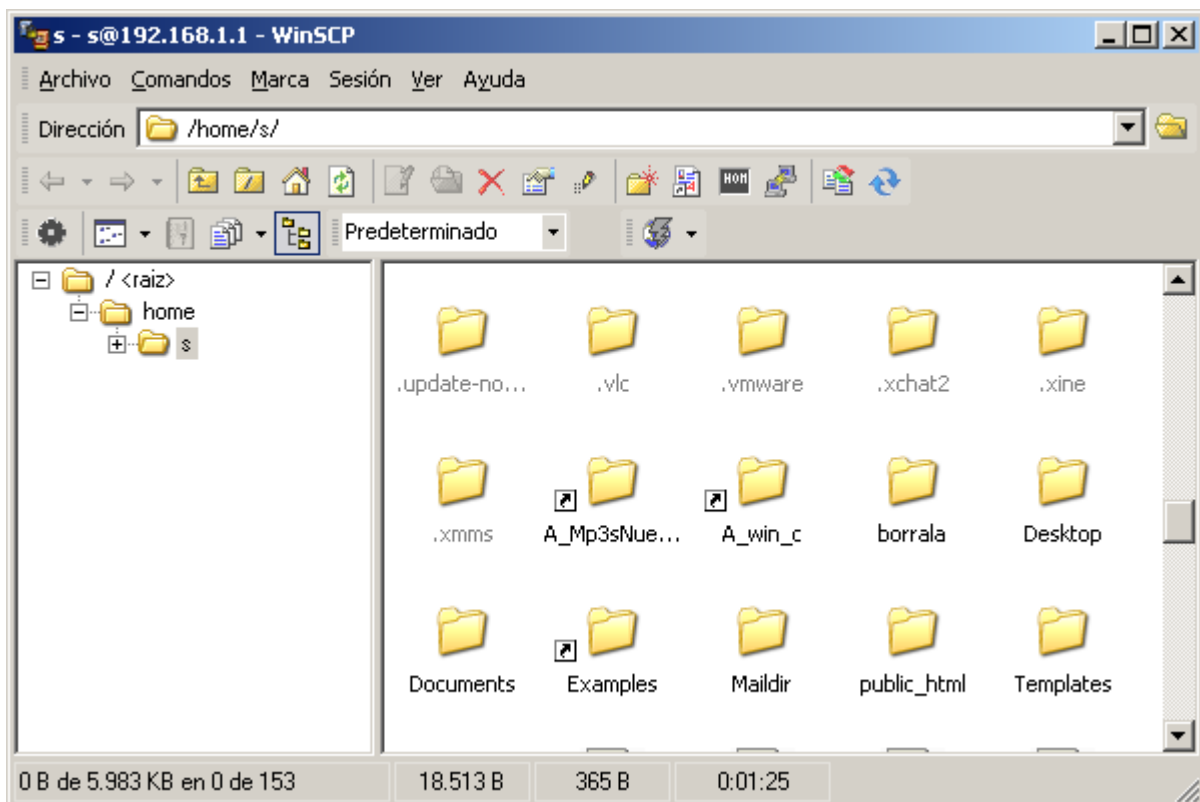 s - s@192.168.1.1 - WinSCP
Archivo Comandos Marca Sesión Ver Ayuda
Dirección /home/s/
Predeterminado
/ <raiz>
home
s
.update-no... .vlc .vmware .xchat2 .xine
.xmms A_Mp3sNue... A_win_c borrala Desktop
Documents Examples Maildir public_html Templates
0 B de 5.983 KB en 0 de 153 18.513 B 365 B 0:01:25